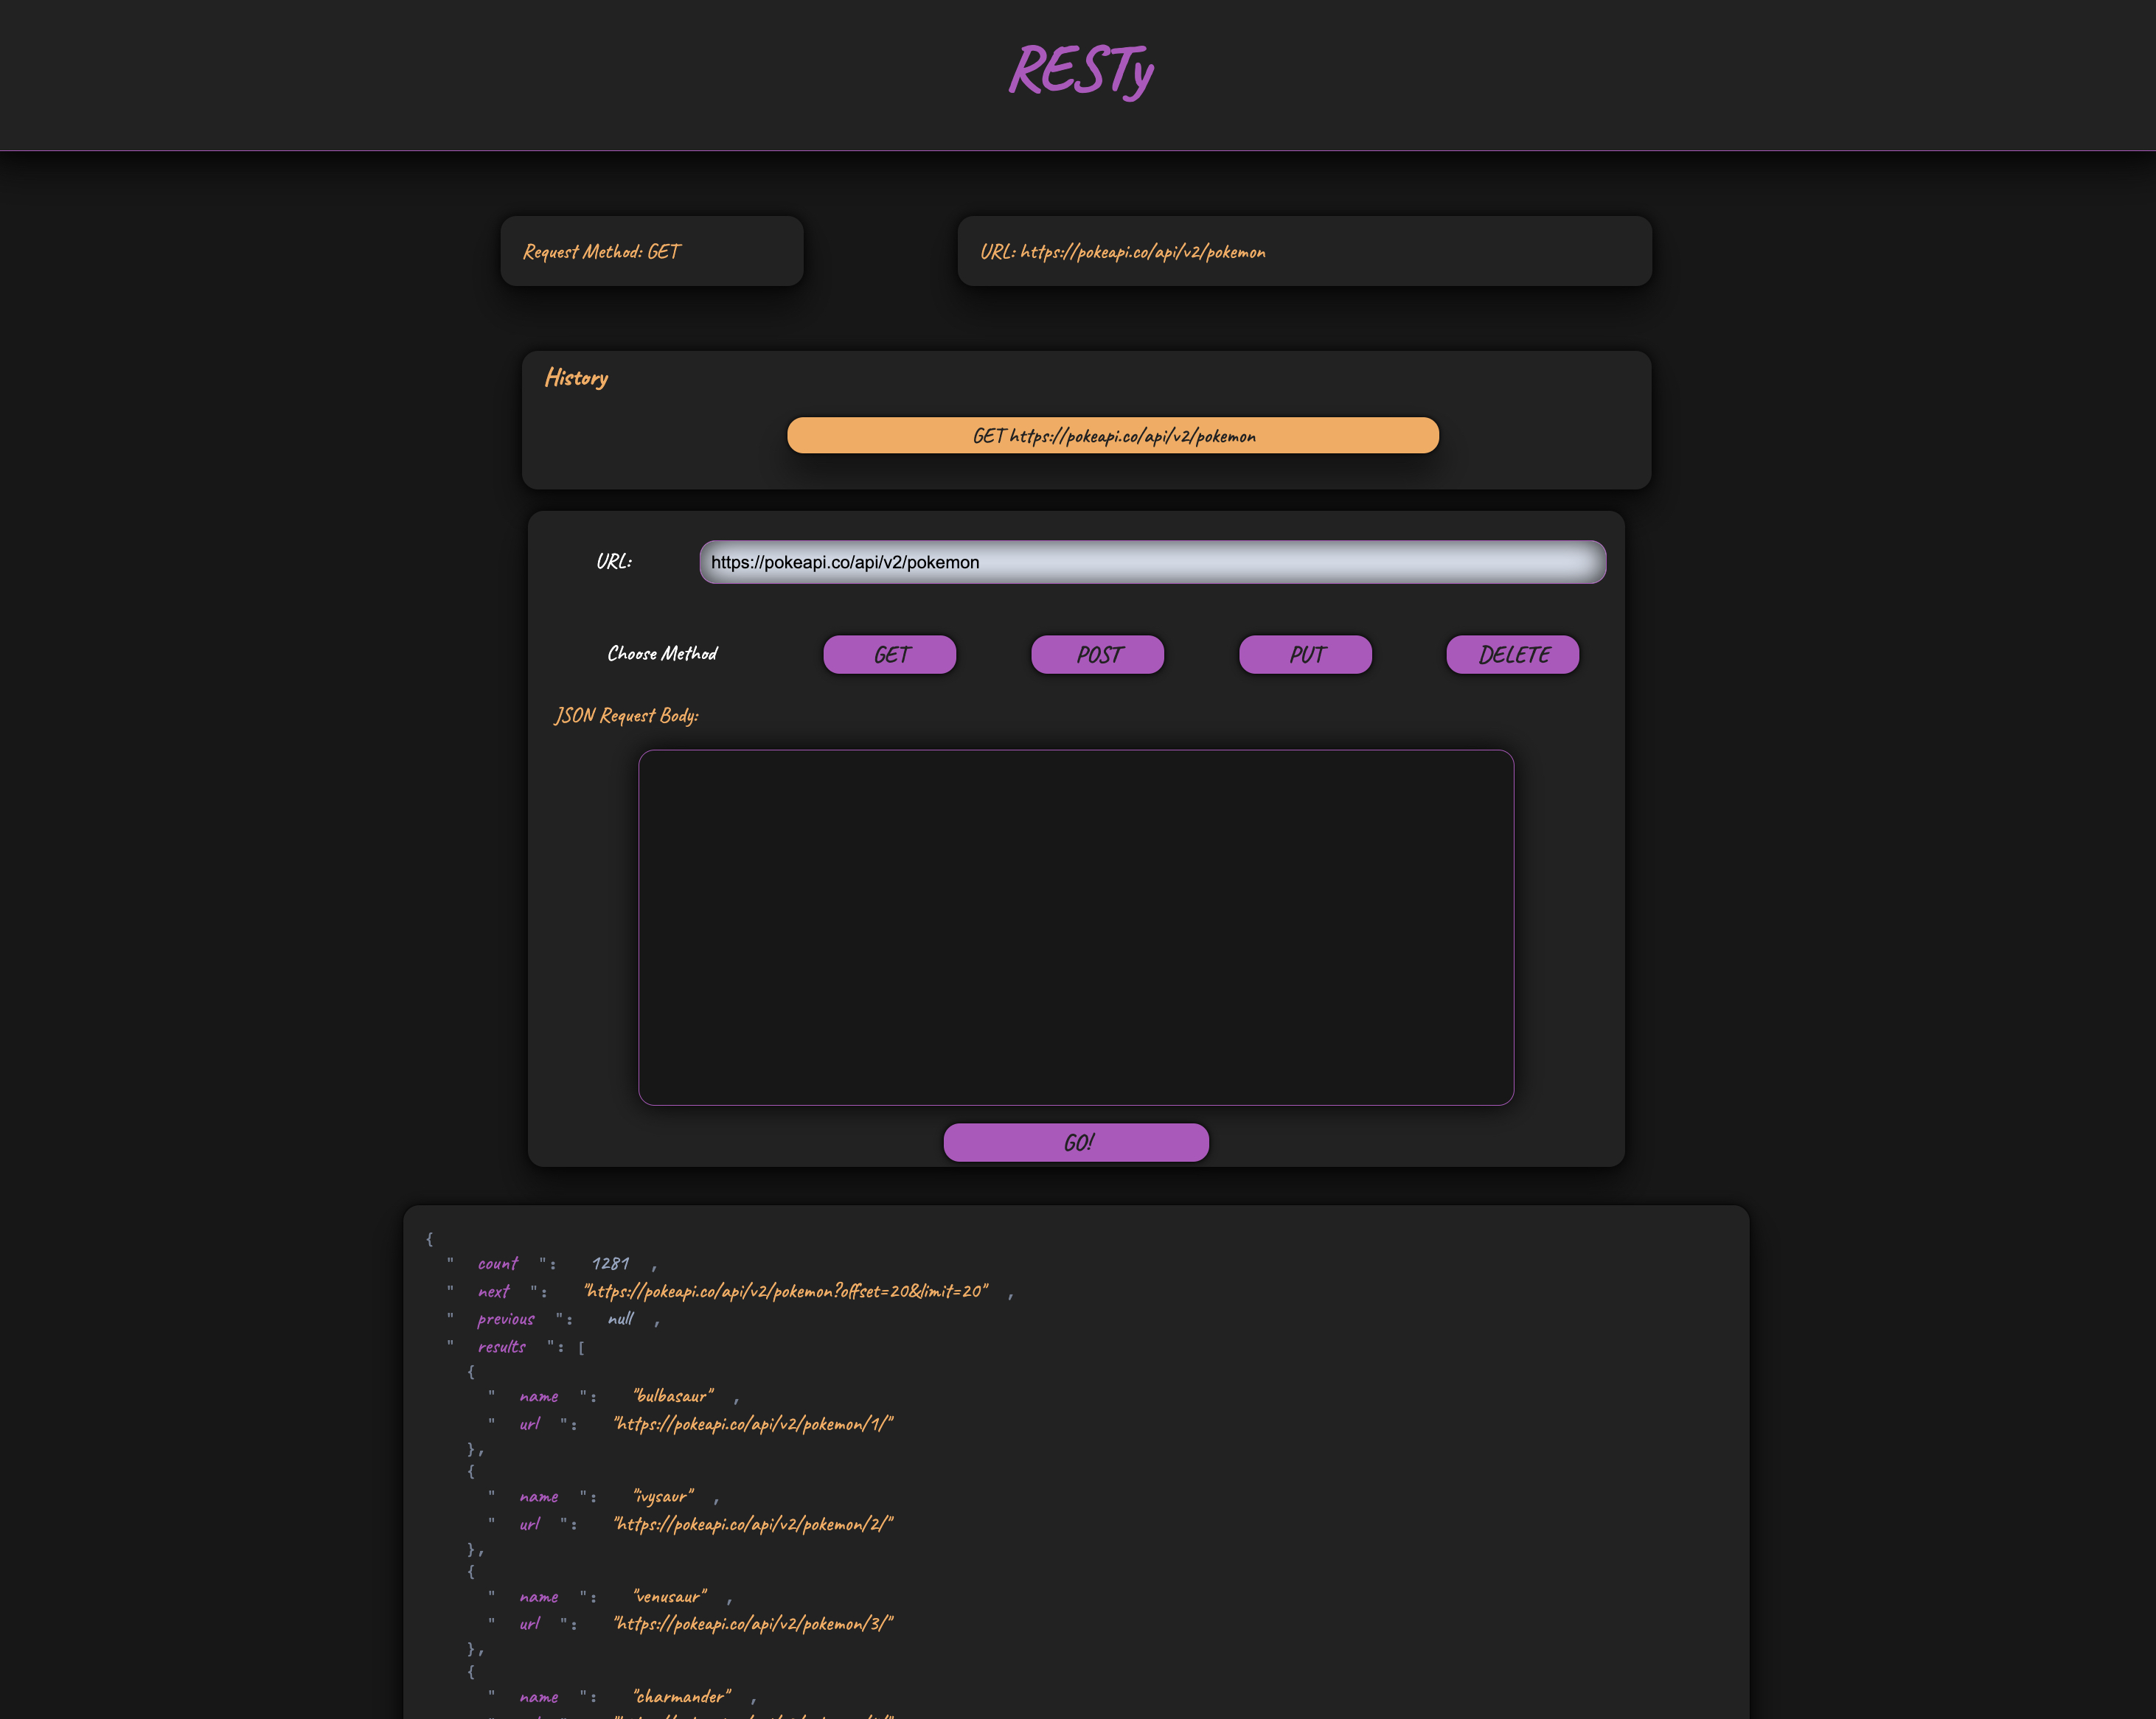 RESTy
Request Method: GET
URL: https://pokeapi.co/api/v2/pokemon
History
GET https://pokeapi.co/api/v2/pokemon
URL: https://pokeapi.co/api/v2/pokemon
Choose Method GET POST PUT DELETE
JSON Request Body:
GO!
{
" count ": 1281 ,
" next ": "https://pokeapi.co/api/v2/pokemon?offset=20&limit=20" ,
" previous ": null ,
" results ": [
{
" name ": "bulbasaur" ,
" url ": "https://pokeapi.co/api/v2/pokemon/1/"
},
{
" name ": "ivysaur" ,
" url ": "https://pokeapi.co/api/v2/pokemon/2/"
},
{
" name ": "venusaur" ,
" url ": "https://pokeapi.co/api/v2/pokemon/3/"
},
{
" name ": "charmander" ,